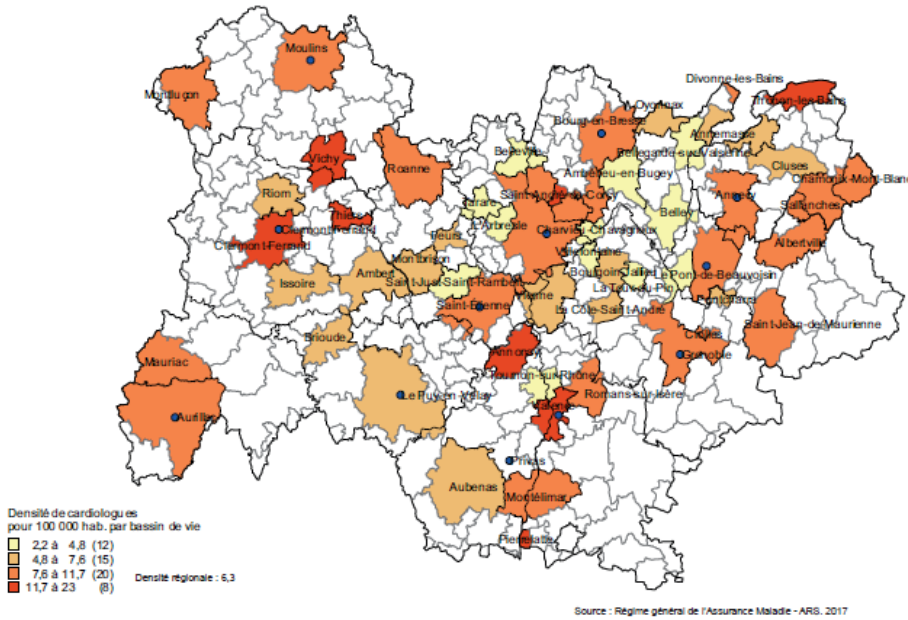 Moulins
Divonne-les-Bains
Montluçon
Thonon-les-Bains
Oyonnax
Bourg-en-Bresse
Annemasse
Vichy
Belleville
Bellegarde-sur-Valserine
Roanne
Cluses
Ambérieu-en-Bugey
Chamonix-Mont-Blanc
Riom
Saint-André-de-Corcy
Annecy
Sallanches
Tarare
Thiers
Belley
L'Arbresle
Clermont-Ferrand
Charvieu-Chavagneux
Feurs
Clermont-Ferrand
Albertville
Villefontaine
Montbrison
Bourgoin-Jallieu
Le Pont-de-Beauvoisin
Ambert
Issoire
Saint-Just-Saint-Rambert
La Tour-du-Pin
Vienne
Pontcharra
Saint-Étienne
La Côte-Saint-André
Saint-Jean-de-Maurienne
Brioude
Crolles
Annonay
Grenoble
Mauriac
Tournon-sur-Rhône
Le Puy-en-Velay
Romans-sur-Isère
Valence
Aurillac
Privas
Aubenas
Montélimar
Pierrelatte
Densité de cardiologues
pour 100 000 hab. par bassin de vie
2,2 à 4,8 (12)
4,8 à 7,6 (15)
7,6 à 11,7 (20)
11,7 à 23 (8)
Densité régionale : 6,3
Source : Régime général de l'Assurance Maladie - ARS. 2017